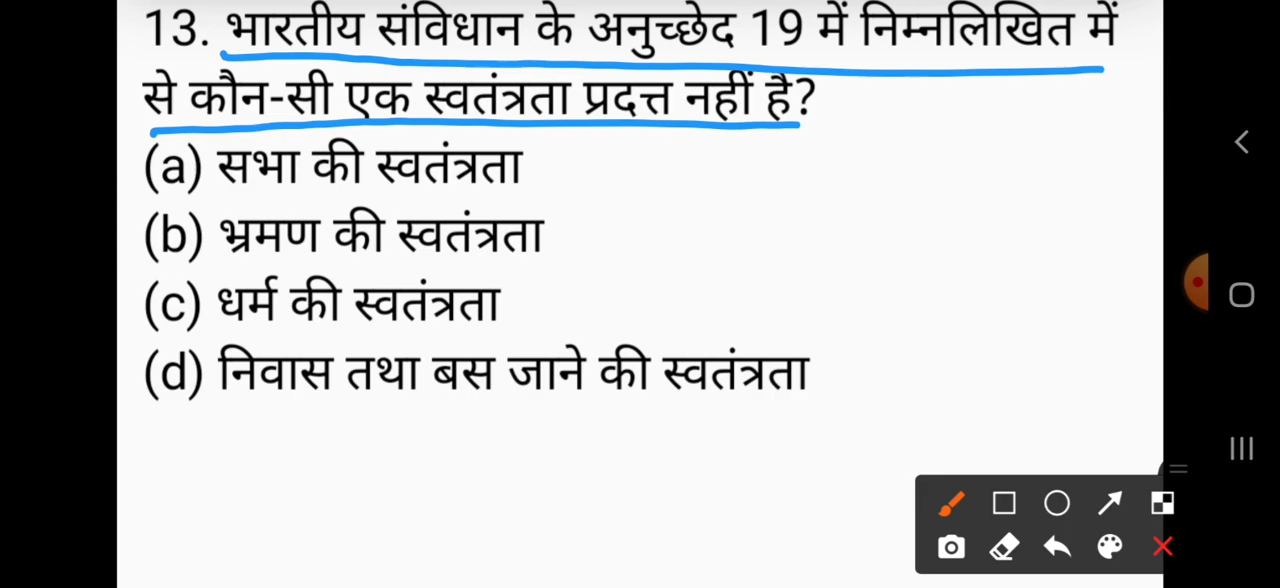 13. भारतीय संविधान के अनुच्छेद 19 में निम्नलिखित में
से कौन-सी एक स्वतंत्रता प्रदत्त नहीं है?
(a) सभा की स्वतंत्रता
(b) भ्रमण की स्वतंत्रता
(c) धर्म की स्वतंत्रता
(d) निवास तथा बस जाने की स्वतंत्रता